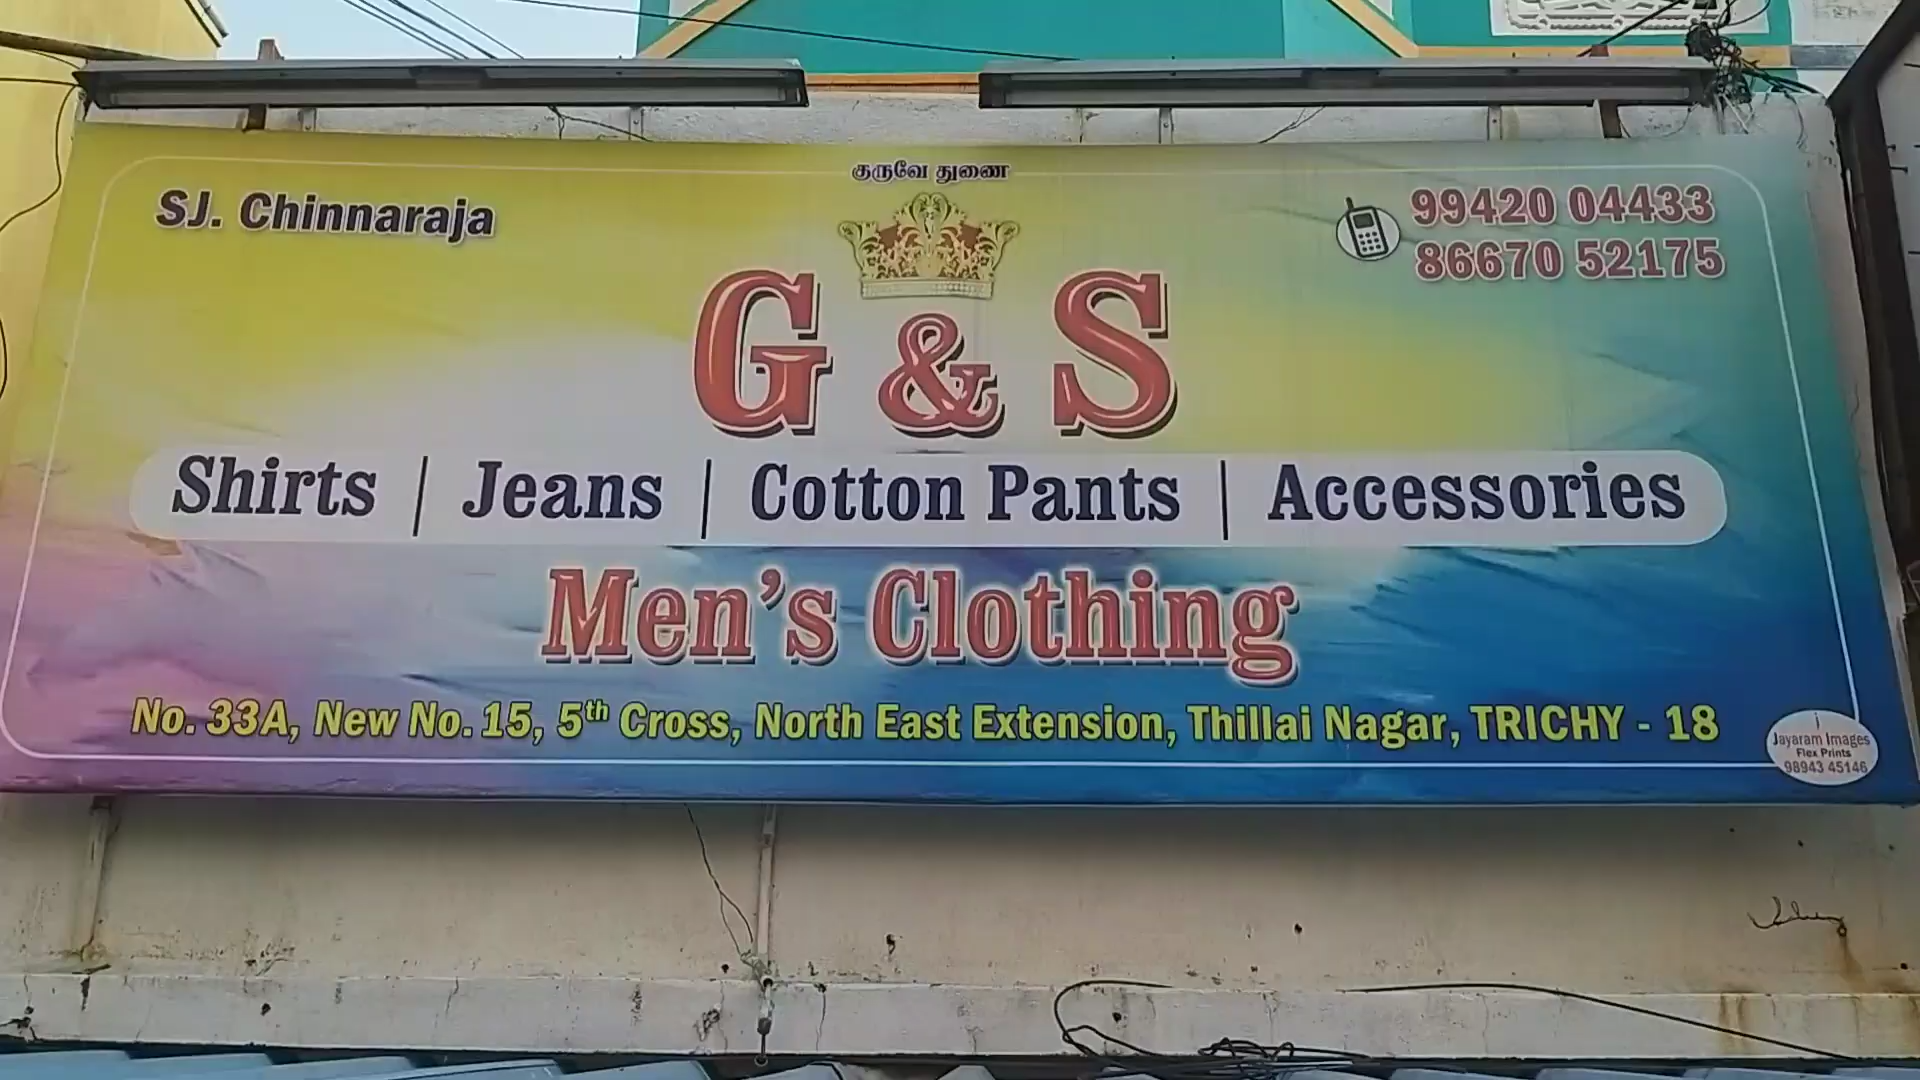 குருவே துணை
SJ. Chinnaraja
99420 04433
86670 52175
G & S
Shirts | Jeans | Cotton Pants | Accessories
Men's Clothing
No. 33A, New No. 15, 5th Cross, North East Extension, Thillai Nagar, TRICHY - 18
j
Jayaram Images
Flex Prints
98943 45146